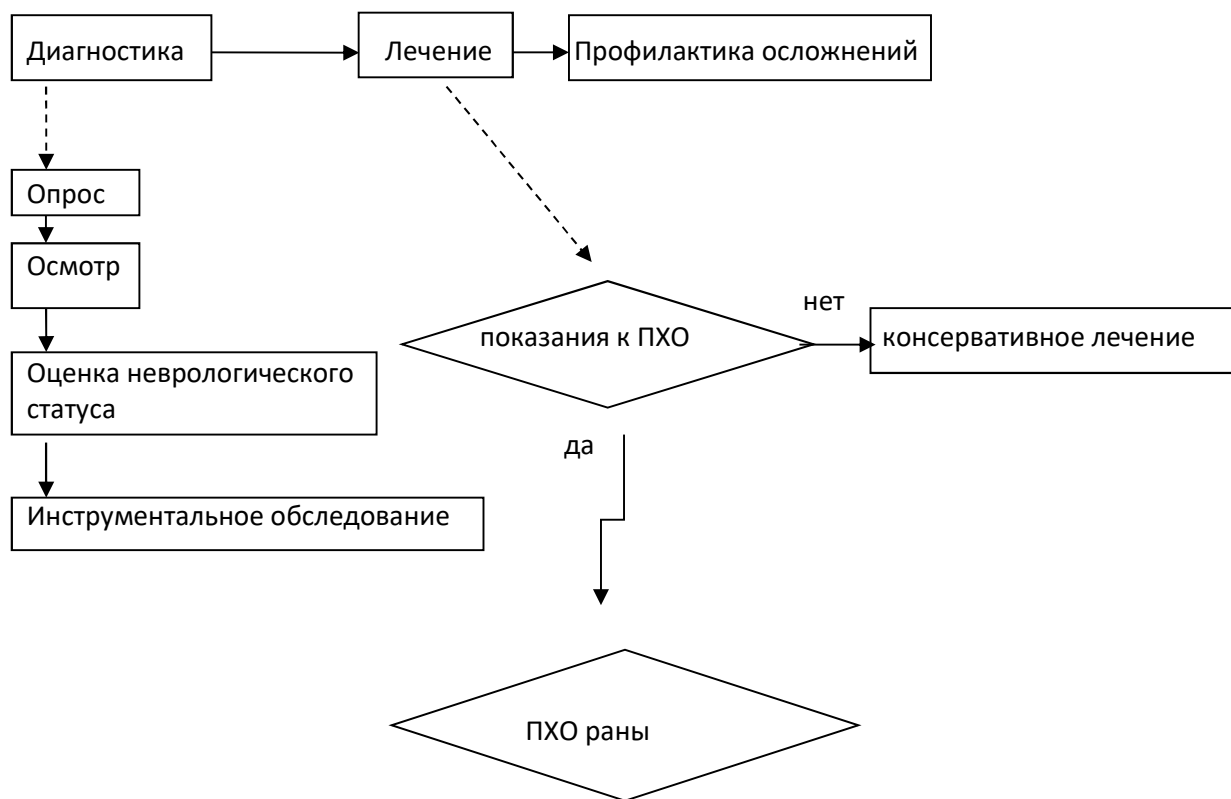 Диагностика
Лечение
Профилактика осложнений
Опрос
Осмотр
показания к ПХО
нет
консервативное лечение
Оценка неврологического
статуса
да
Инструментальное обследование
ПХО раны